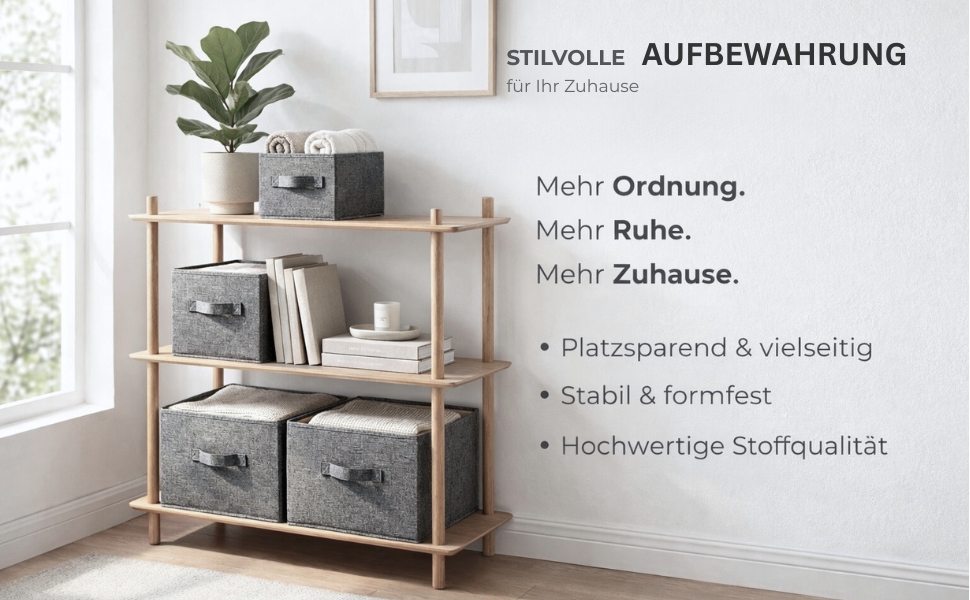 STILVOLLE AUFBEWAHRUNG
für Ihr Zuhause
Mehr Ordnung.
Mehr Ruhe.
Mehr Zuhause.
• Platzsparend & vielseitig
• Stabil & formfest
• Hochwertige Stoffqualität